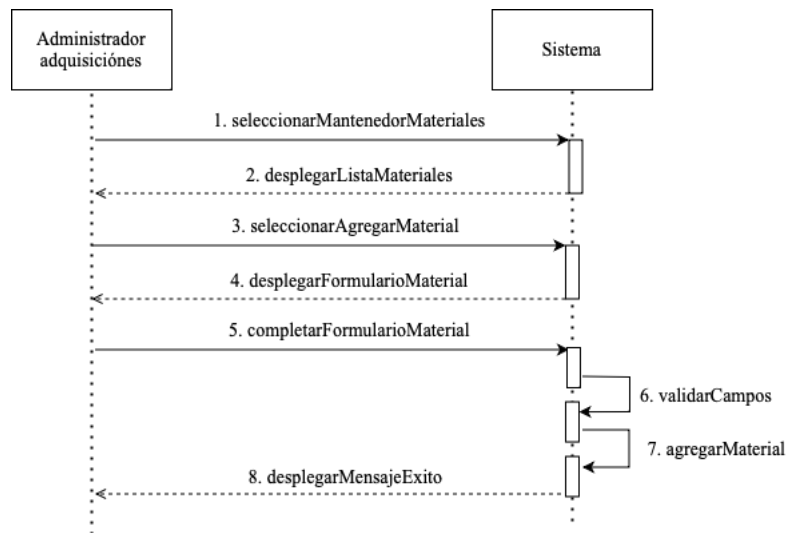 Administrador
adquisiciónes
Sistema
1. seleccionarMantenedorMateriales
2. desplegarListaMateriales
3. seleccionarAgregarMaterial
4. desplegarFormularioMaterial
5. completarFormularioMaterial
6. validarCampos
7. agregarMaterial
8. desplegarMensajeExito